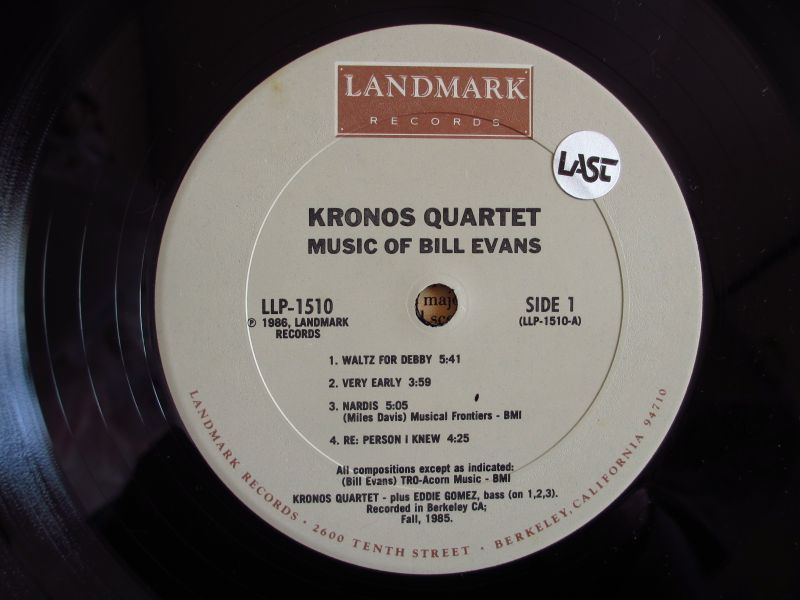 LANDMARK
RECORDS
LAST
KRONOS QUARTET
MUSIC OF BILL EVANS
LLP-1510
℗ 1986, LANDMARK
RECORDS
SIDE 1
(LLP-1510-A)
1. WALTZ FOR DEBBY 5:41
2. VERY EARLY 3:59
3. NARDIS 5:05
(Miles Davis) Musical Frontiers - BMI
4. RE: PERSON I KNEW 4:25
All compositions except as indicated:
(Bill Evans) TRO-Acorn Music - BMI
KRONOS QUARTET - plus EDDIE GOMEZ, bass (on 1,2,3).
Recorded in Berkeley CA;
Fall, 1985.
LANDMARK RECORDS · 2600 TENTH STREET · BERKELEY, CALIFORNIA 94710